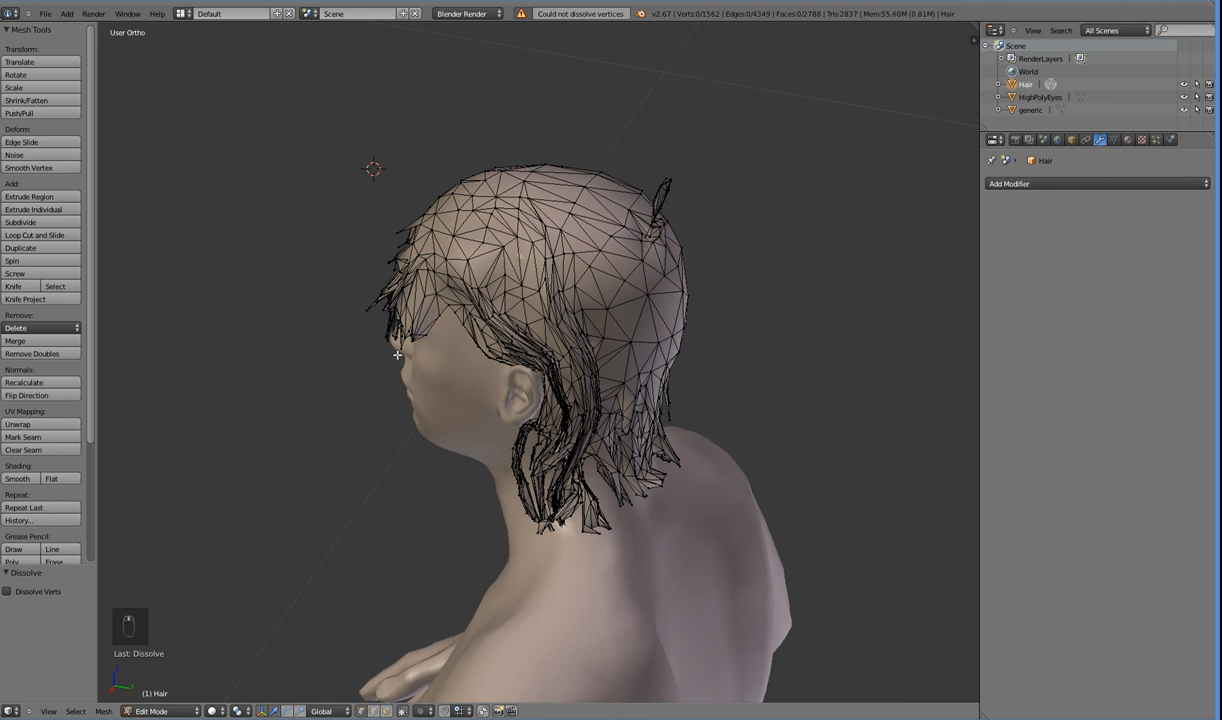 File Add Render Window Help Default Scene Blender Render Could not dissolve vertices v2.67 | Verts:0/1562 | Edges:0/4349 | Faces:0/2788 | Tris:2837 | Mem:55.60M (0.81M) | Hair
Mesh Tools
Transform:
Translate
Rotate
Scale
Shrink/Fatten
Push/Pull
Deform:
Edge Slide
Noise
Smooth Vertex
Add:
Extrude Region
Extrude Individual
Subdivide
Loop Cut and Slide
Duplicate
Spin
Screw
Knife Select
Knife Project
Remove:
Delete
Merge
Remove Doubles
Normals:
Recalculate
Flip Direction
UV Mapping:
Unwrap
Mark Seam
Clear Seam
Shading:
Smooth Flat
Repeat:
Repeat Last
History...
Grease Pencil:
Draw Line
Poly Erase
Dissolve
Dissolve Verts
User Ortho
Last: Dissolve
z
y
(1) Hair
View Select Mesh Edit Mode Global
View Search All Scenes
Scene
RenderLayers |
World
Hair |
HighPolyEyes |
generic |
Hair
Add Modifier